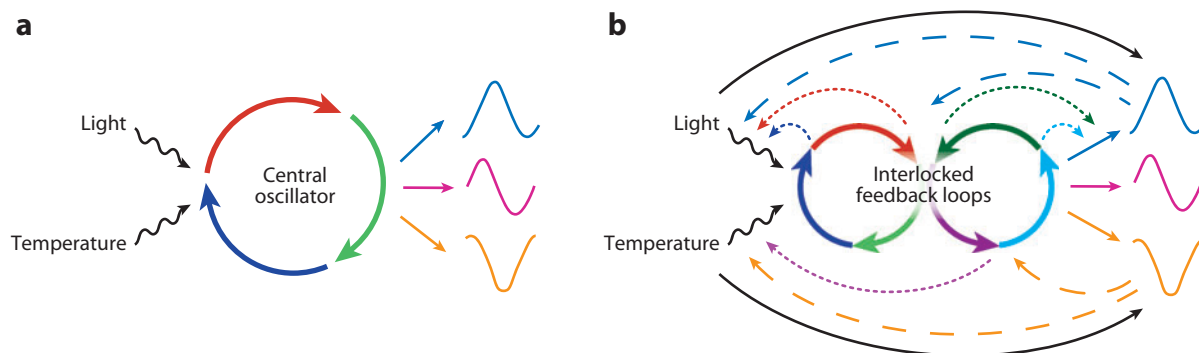 a
Light
Central
oscillator
Temperature
b
Light
Interlocked
feedback loops
Temperature